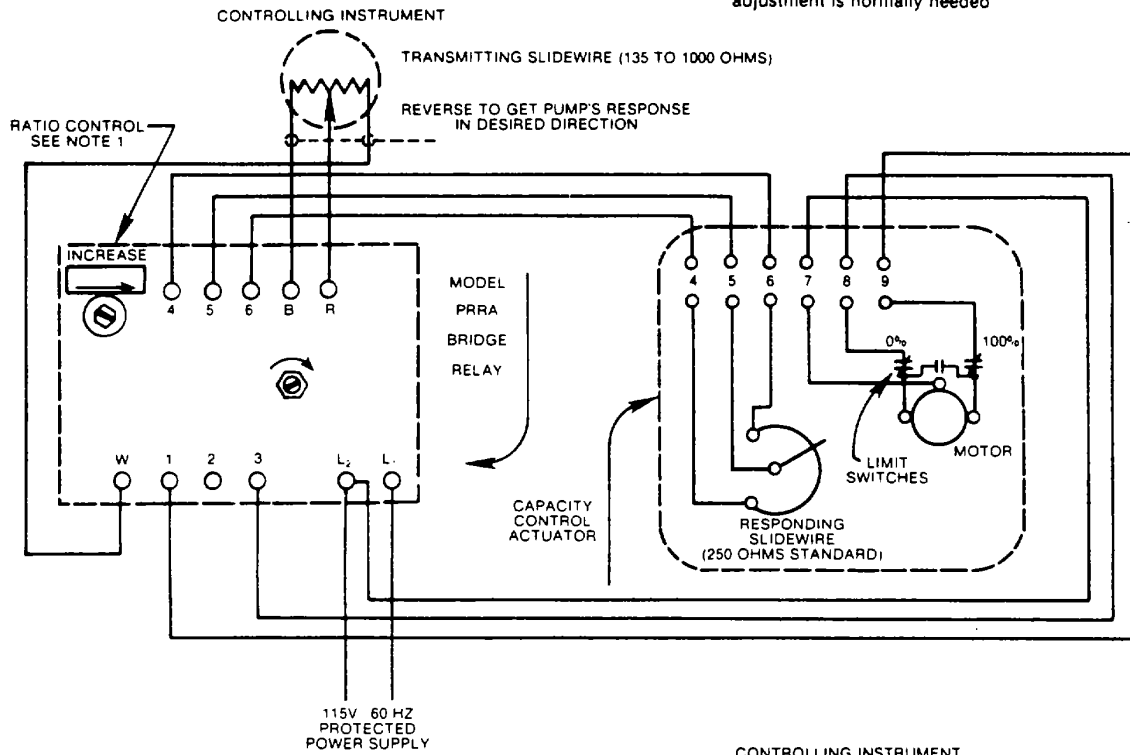 adjustment is normally needed
CONTROLLING INSTRUMENT
TRANSMITTING SLIDEWIRE (135 TO 1000 OHMS)
REVERSE TO GET PUMP'S RESPONSE
IN DESIRED DIRECTION
RATIO CONTROL
SEE NOTE 1
INCREASE
4 5 6 B R
MODEL
PRRA
BRIDGE
RELAY
4 5 6 7 8 9
0% 100%
MOTOR
LIMIT
SWITCHES
W 1 2 3 L2 L1
CAPACITY
CONTROL
ACTUATOR
RESPONDING
SLIDEWIRE
(250 OHMS STANDARD)
115V 60 HZ
PROTECTED
POWER SUPPLY
CONTROLLING INSTRUMENT